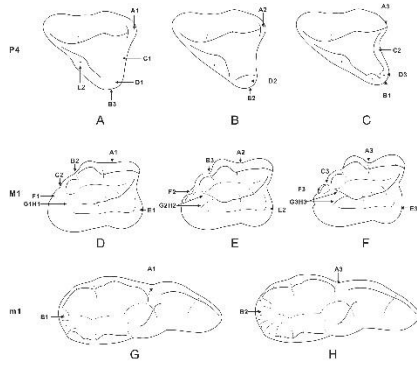 A1 A2 A3
P4
C1 C2
L2 D1 D2 D3
B3 B2 B1
A B C
A1 A2 A3
B2 B3 C3
C2
M1
F1 F2 F3
G1H1 G2H2 G3H3
E1 L2 E1
D E F
A1 A3
m1
B1 B2
G H